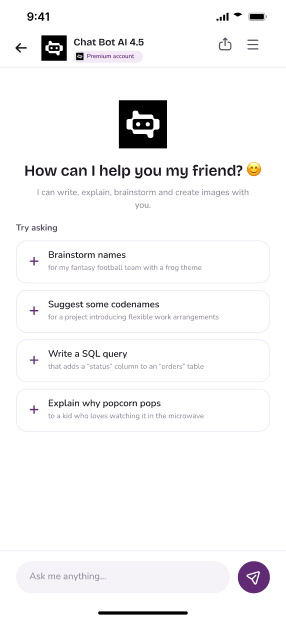 9:41
Chat Bot AI 4.5
Premium account
How can I help you my friend? 😊
I can write, explain, brainstorm and create images with
you.
Try asking
Brainstorm names
for my fantasy football team with a frog theme
Suggest some codenames
for a project introducing flexible work arrangements
Write a SQL query
that adds a “status” column to an “orders” table
Explain why popcorn pops
to a kid who loves watching it in the microwave
Ask me anything...